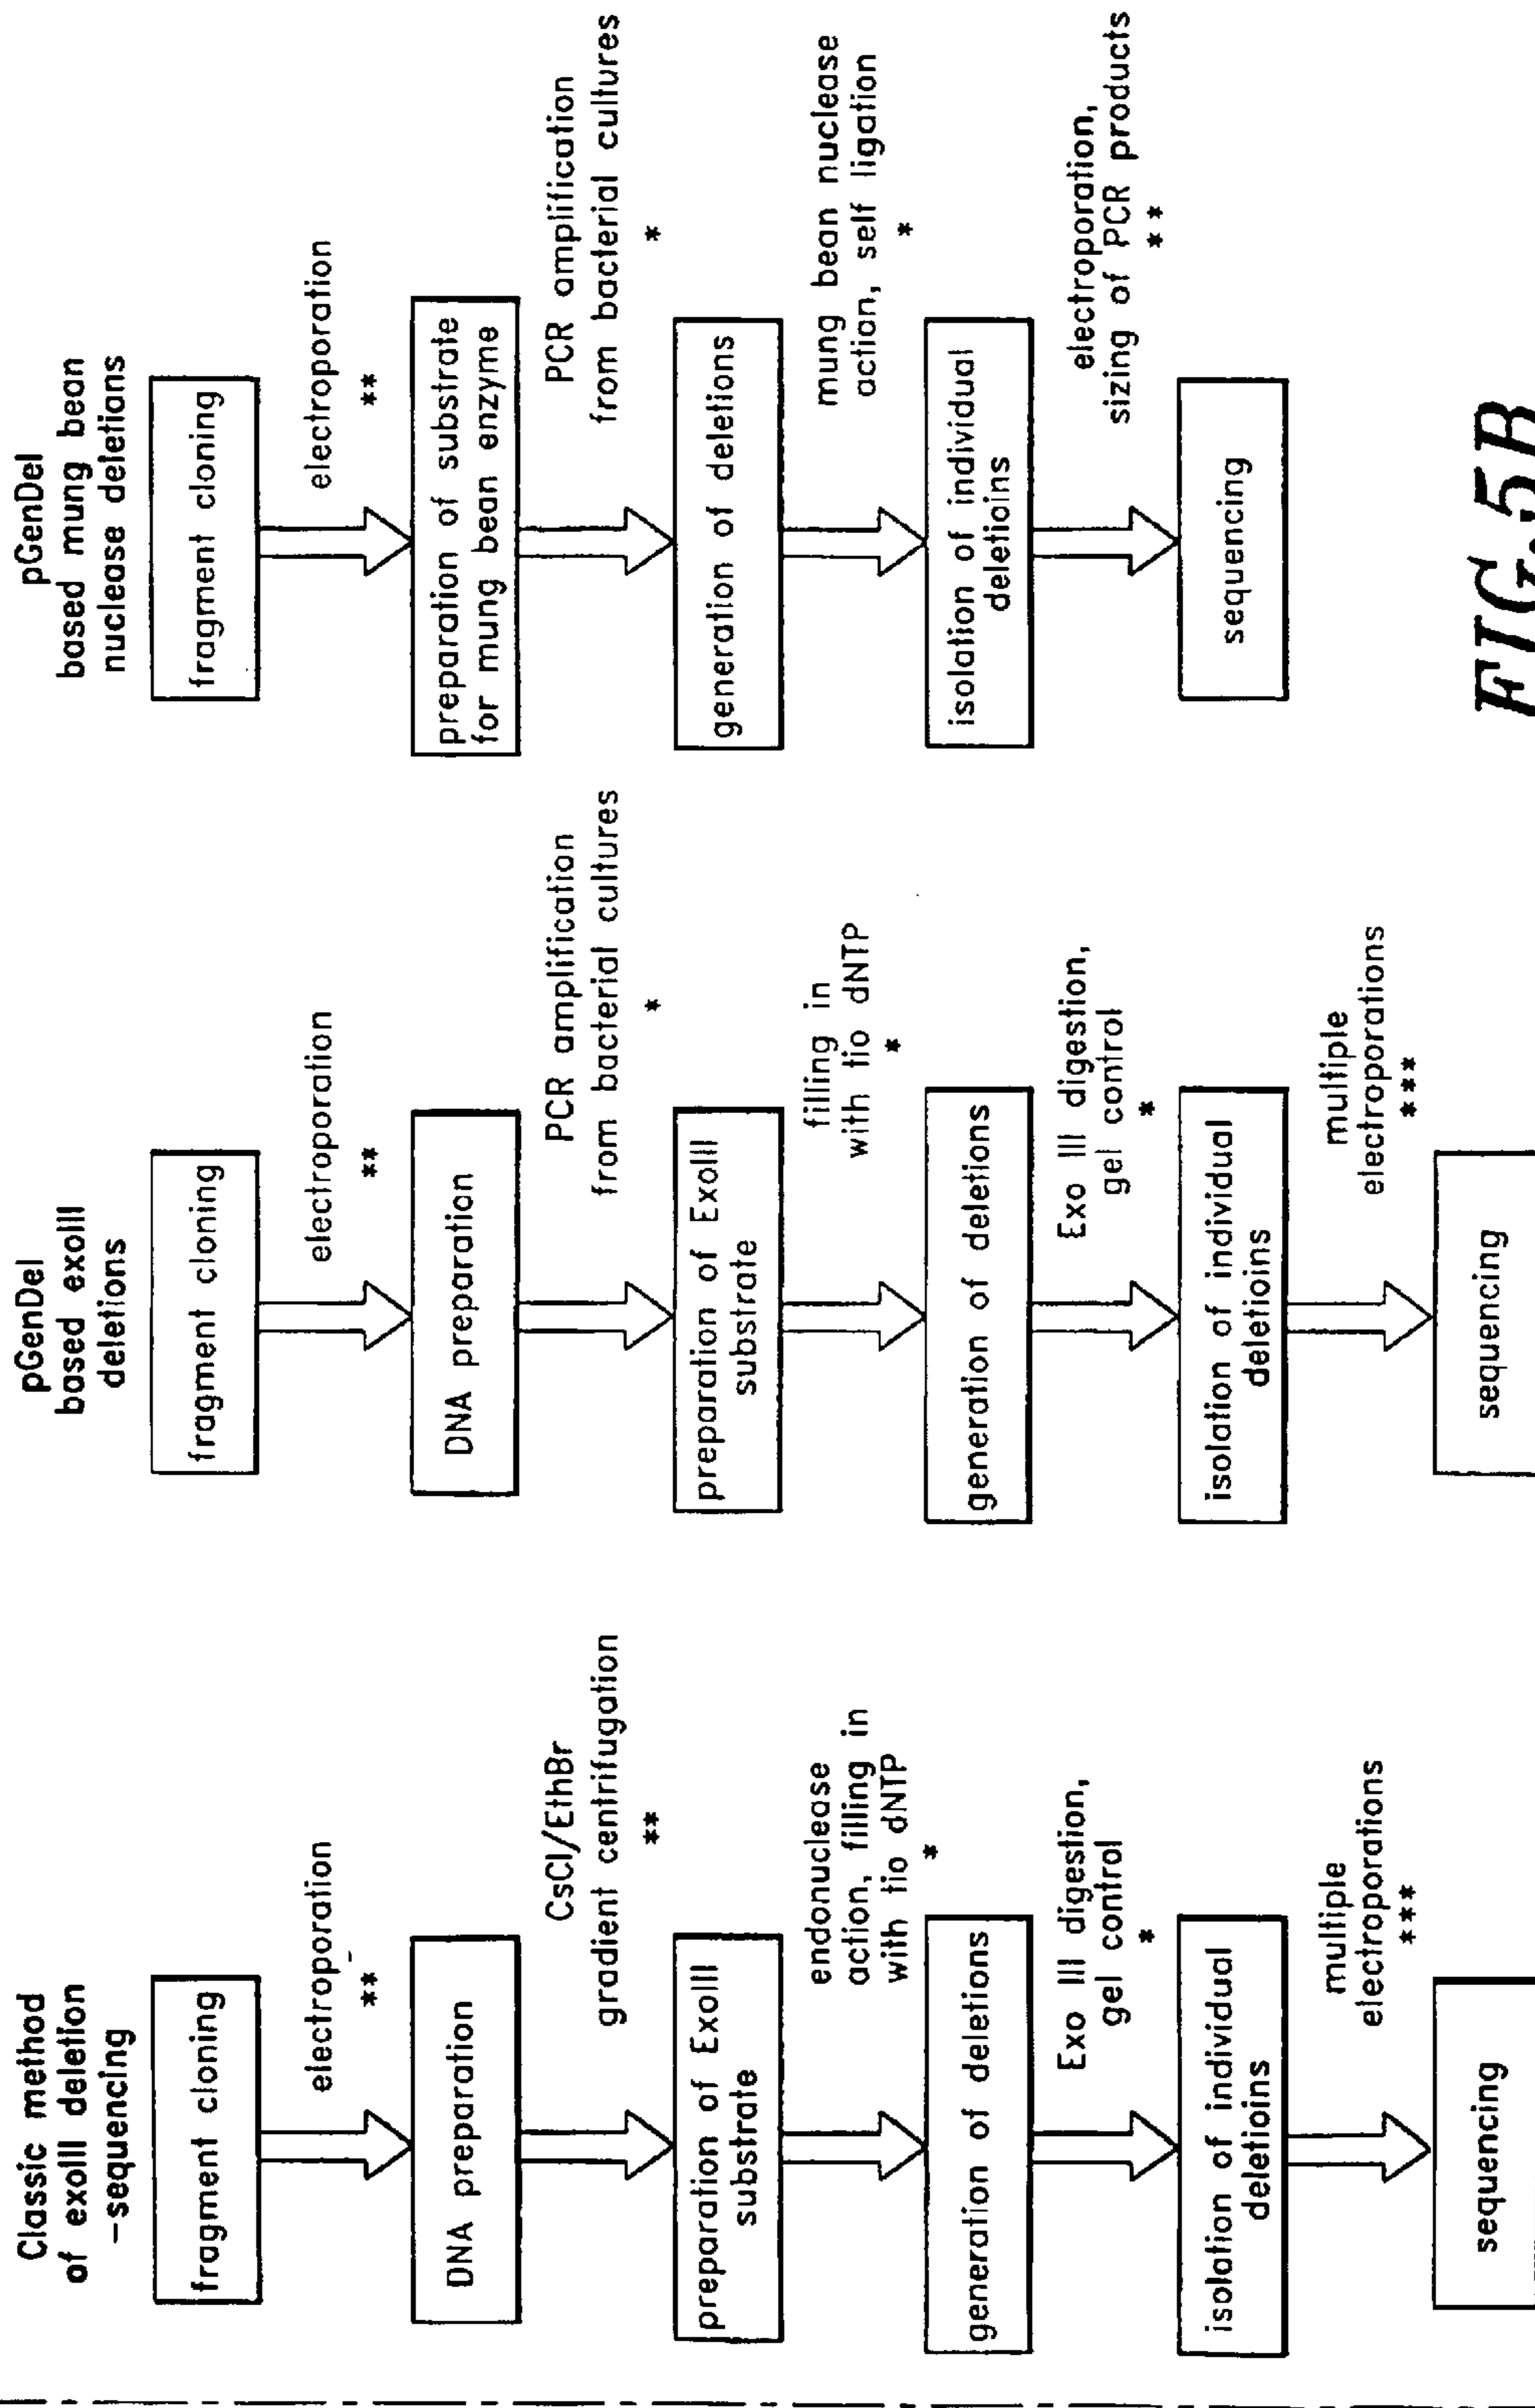 Classic method
of exoIII deletion
-sequencing
fragment cloning
electroporation
**
DNA preparation
CsCl/EthBr
gradient centrifugation
**
preparation of ExoIII
substrate
endonuclease
action, filling in
with tio dNTP
*
generation of deletions
Exo III digestion,
gel control
*
isolation of individual
deletioins
multiple
electroporations
***
sequencing
pGenDel
based exoIII
deletions
fragment cloning
electroporation
**
DNA preparation
PCR amplification
from bacterial cultures
*
preparation of ExoIII
substrate
filling in
with tio dNTP
*
generation of deletions
Exo III digestion,
gel control
*
isolation of individual
deletioins
multiple
electroporations
***
sequencing
pGenDel
based mung bean
nuclease deletians
fragment cloning
electroporation
**
preparation of substrate
for mung bean enzyme
PCR amplification
from bacterial cultures
*
generation of deletions
mung bean nuclease
action, self ligation
*
isolation of individual
deletioins
electroporation,
sizing of PCR products
**
sequencing
FIG. 5B